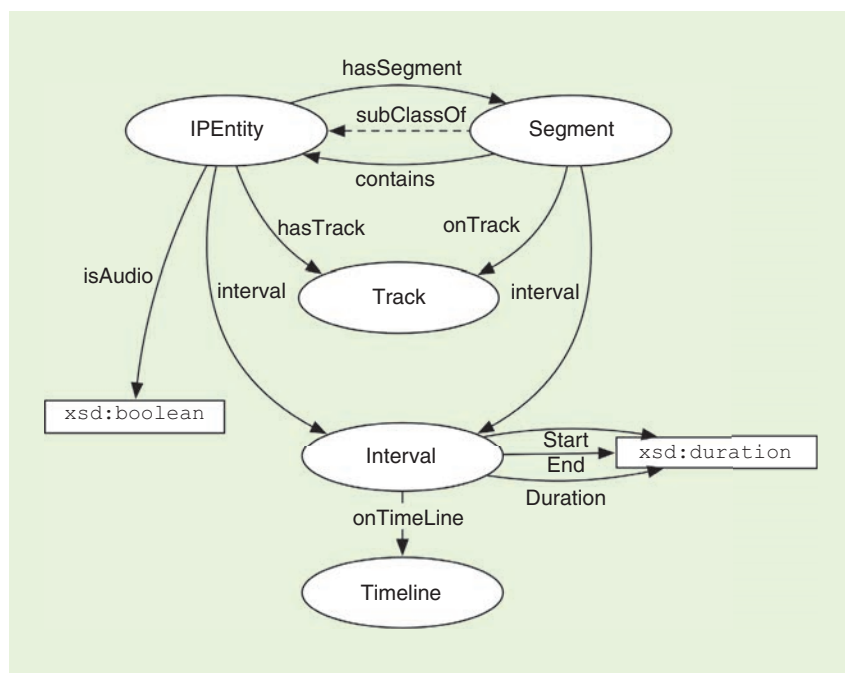 hasSegment
IPEntity
subClassOf
Segment
contains
hasTrack
onTrack
isAudio
interval
Track
interval
xsd:boolean
Interval
Start
xsd:duration
End
Duration
onTimeLine
Timeline